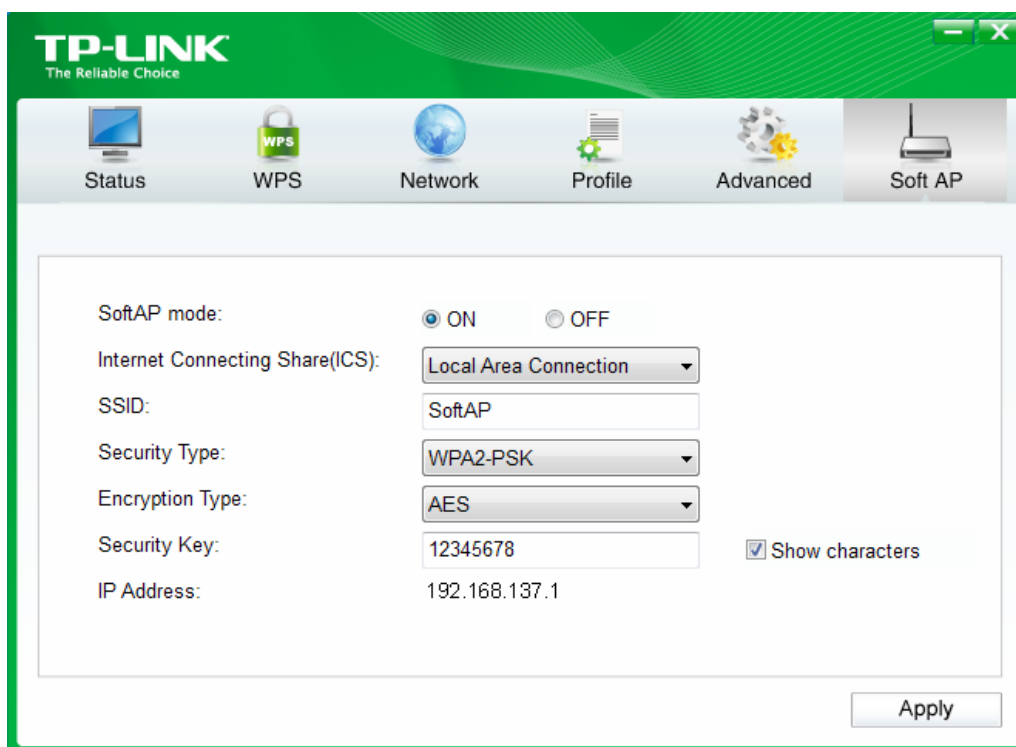 TP-LINK
The Reliable Choice
WPS
Status WPS Network Profile Advanced Soft AP
SoftAP mode: ON OFF
Internet Connecting Share(ICS): Local Area Connection
SSID: SoftAP
Security Type: WPA2-PSK
Encryption Type: AES
Security Key: 12345678 Show characters
IP Address: 192.168.137.1
Apply